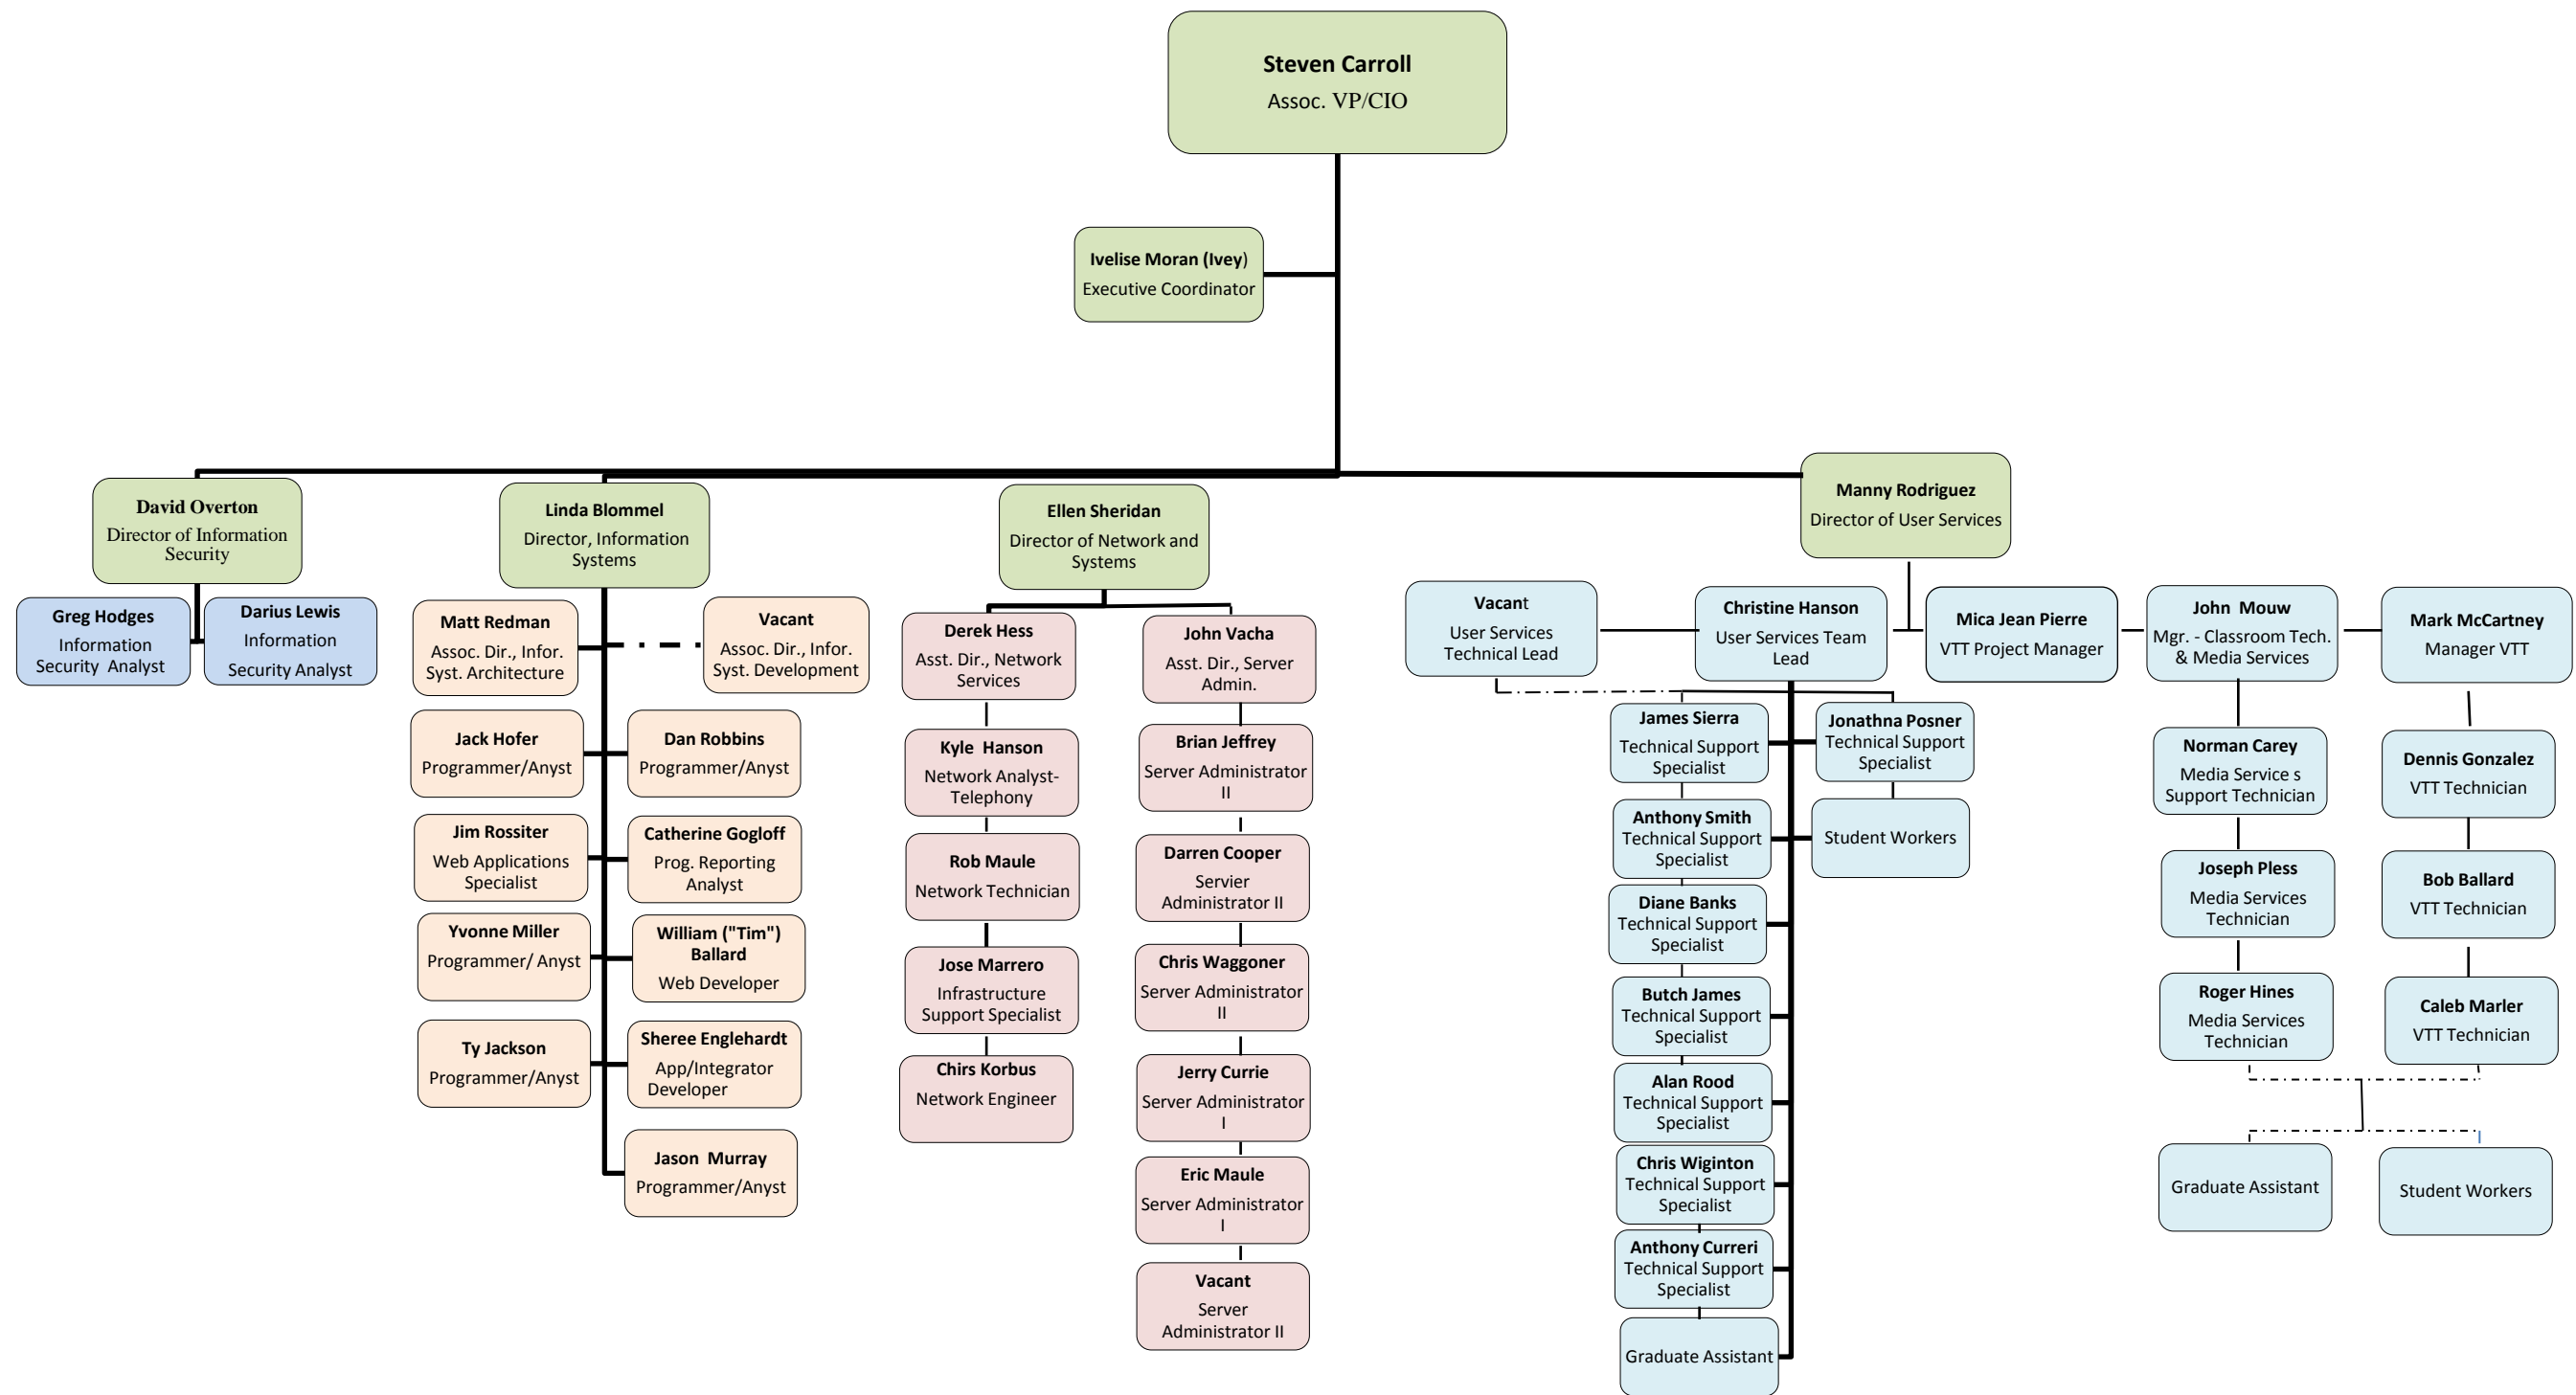 Steven Carroll
Assoc. VP/CIO
Ivelise Moran (Ivey)
Executive Coordinator
David Overton
Director of Information
Security
Linda Blommel
Director, Information
Systems
Ellen Sheridan
Director of Network and
Systems
Manny Rodriguez
Director of User Services
Greg Hodges
Information
Security Analyst
Darius Lewis
Information
Security Analyst
Matt Redman
Assoc. Dir., Infor.
Syst. Architecture
Vacant
Assoc. Dir., Infor.
Syst. Development
Jack Hofer
Programmer/Anyst
Dan Robbins
Programmer/Anyst
Jim Rossiter
Web Applications
Specialist
Catherine Gogloff
Prog. Reporting
Analyst
Yvonne Miller
Programmer/ Anyst
William ("Tim")
Ballard
Web Developer
Ty Jackson
Programmer/Anyst
Sheree Englehardt
App/Integrator
Developer
Jason Murray
Programmer/Anyst
Derek Hess
Asst. Dir., Network
Services
Kyle Hanson
Network Analyst-
Telephony
Rob Maule
Network Technician
Jose Marrero
Infrastructure
Support Specialist
Chirs Korbus
Network Engineer
John Vacha
Asst. Dir., Server
Admin.
Brian Jeffrey
Server Administrator
II
Darren Cooper
Servier
Administrator II
Chris Waggoner
Server Administrator
II
Jerry Currie
Server Administrator
I
Eric Maule
Server Administrator
I
Vacant
Server
Administrator II
Vacant
User Services
Technical Lead
Christine Hanson
User Services Team
Lead
Mica Jean Pierre
VTT Project Manager
John Mouw
Mgr. - Classroom Tech.
& Media Services
Mark McCartney
Manager VTT
James Sierra
Technical Support
Specialist
Jonathna Posner
Technical Support
Specialist
Anthony Smith
Technical Support
Specialist
Student Workers
Diane Banks
Technical Support
Specialist
Butch James
Technical Support
Specialist
Alan Rood
Technical Support
Specialist
Chris Wiginton
Technical Support
Specialist
Anthony Curreri
Technical Support
Specialist
Graduate Assistant
Norman Carey
Media Service s
Support Technician
Joseph Pless
Media Services
Technician
Roger Hines
Media Services
Technician
Dennis Gonzalez
VTT Technician
Bob Ballard
VTT Technician
Caleb Marler
VTT Technician
Graduate Assistant
Student Workers